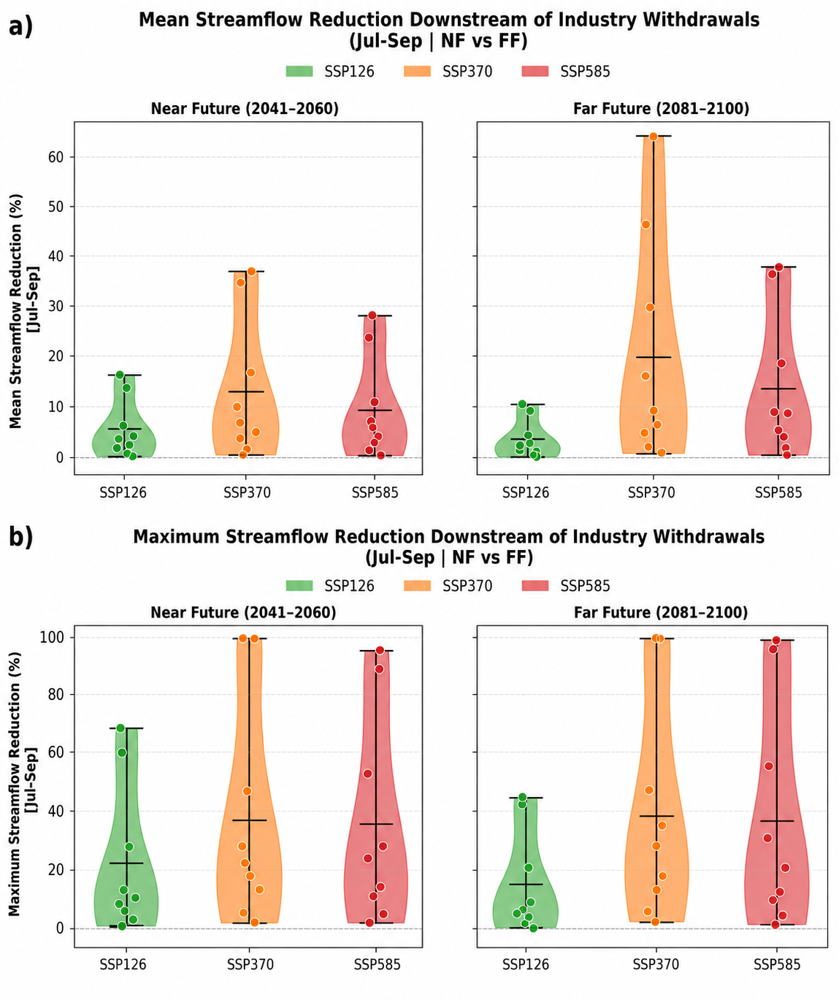 a)
Mean Streamflow Reduction Downstream of Industry Withdrawals
(Jul-Sep | NF vs FF)
SSP126 SSP370 SSP585
Near Future (2041–2060)
Far Future (2081–2100)
Mean Streamflow Reduction (%)
[Jul–Sep]
60
50
40
30
20
10
0
SSP126 SSP370 SSP585
SSP126 SSP370 SSP585
b)
Maximum Streamflow Reduction Downstream of Industry Withdrawals
(Jul-Sep | NF vs FF)
SSP126 SSP370 SSP585
Near Future (2041–2060)
Far Future (2081–2100)
Maximum Streamflow Reduction (%)
[Jul–Sep]
100
80
60
40
20
0
SSP126 SSP370 SSP585
SSP126 SSP370 SSP585